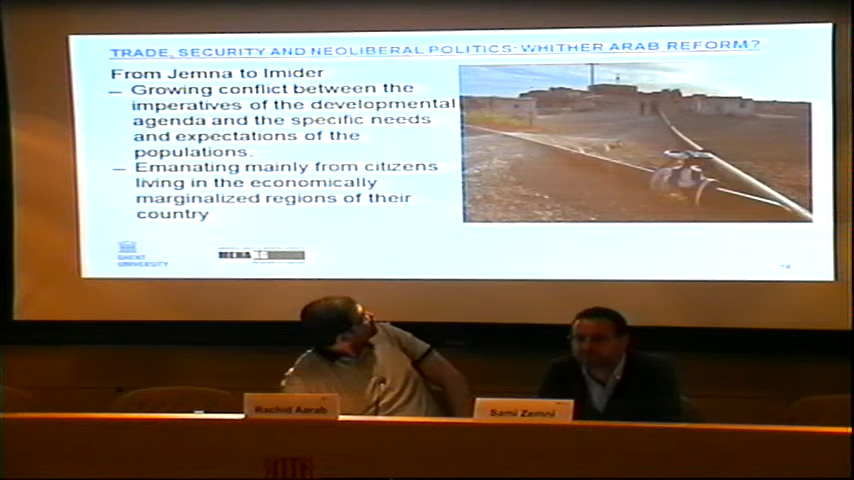 TRADE, SECURITY AND NEOLIBERAL POLITICS: WHITHER ARAB REFORM?
From Jemna to Imider
– Growing conflict between the
imperatives of the developmental
agenda and the specific needs
and expectations of the
populations.
– Emanating mainly from citizens
living in the economically
marginalized regions of their
country
GHENT
UNIVERSITY
MENA
Rachid Aarab
Sami Zemni